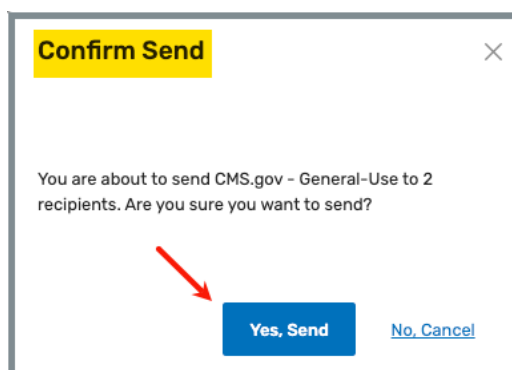 Confirm Send
You are about to send CMS.gov - General-Use to 2
recipients. Are you sure you want to send?
Yes, Send
No, Cancel